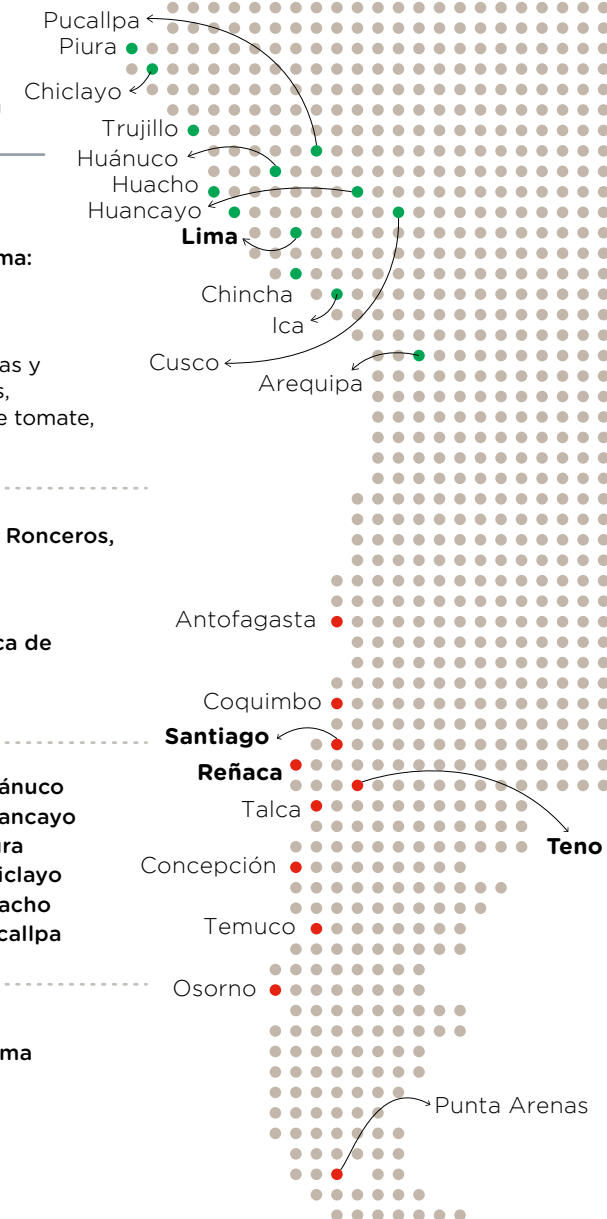 Pucallpa
Piura
Chiclayo
Trujillo
Huánuco
Huacho
Huancayo
Lima
Chincha
Ica
Cusco
Arequipa
ma:
as y
s,
e tomate,
Ronceros,
ca de
ánuco
ancayo
ura
iclayo
acho
callpa
ma
Antofagasta
Coquimbo
Santiago
Reñaca
Talca
Teno
Concepción
Temuco
Osorno
Punta Arenas